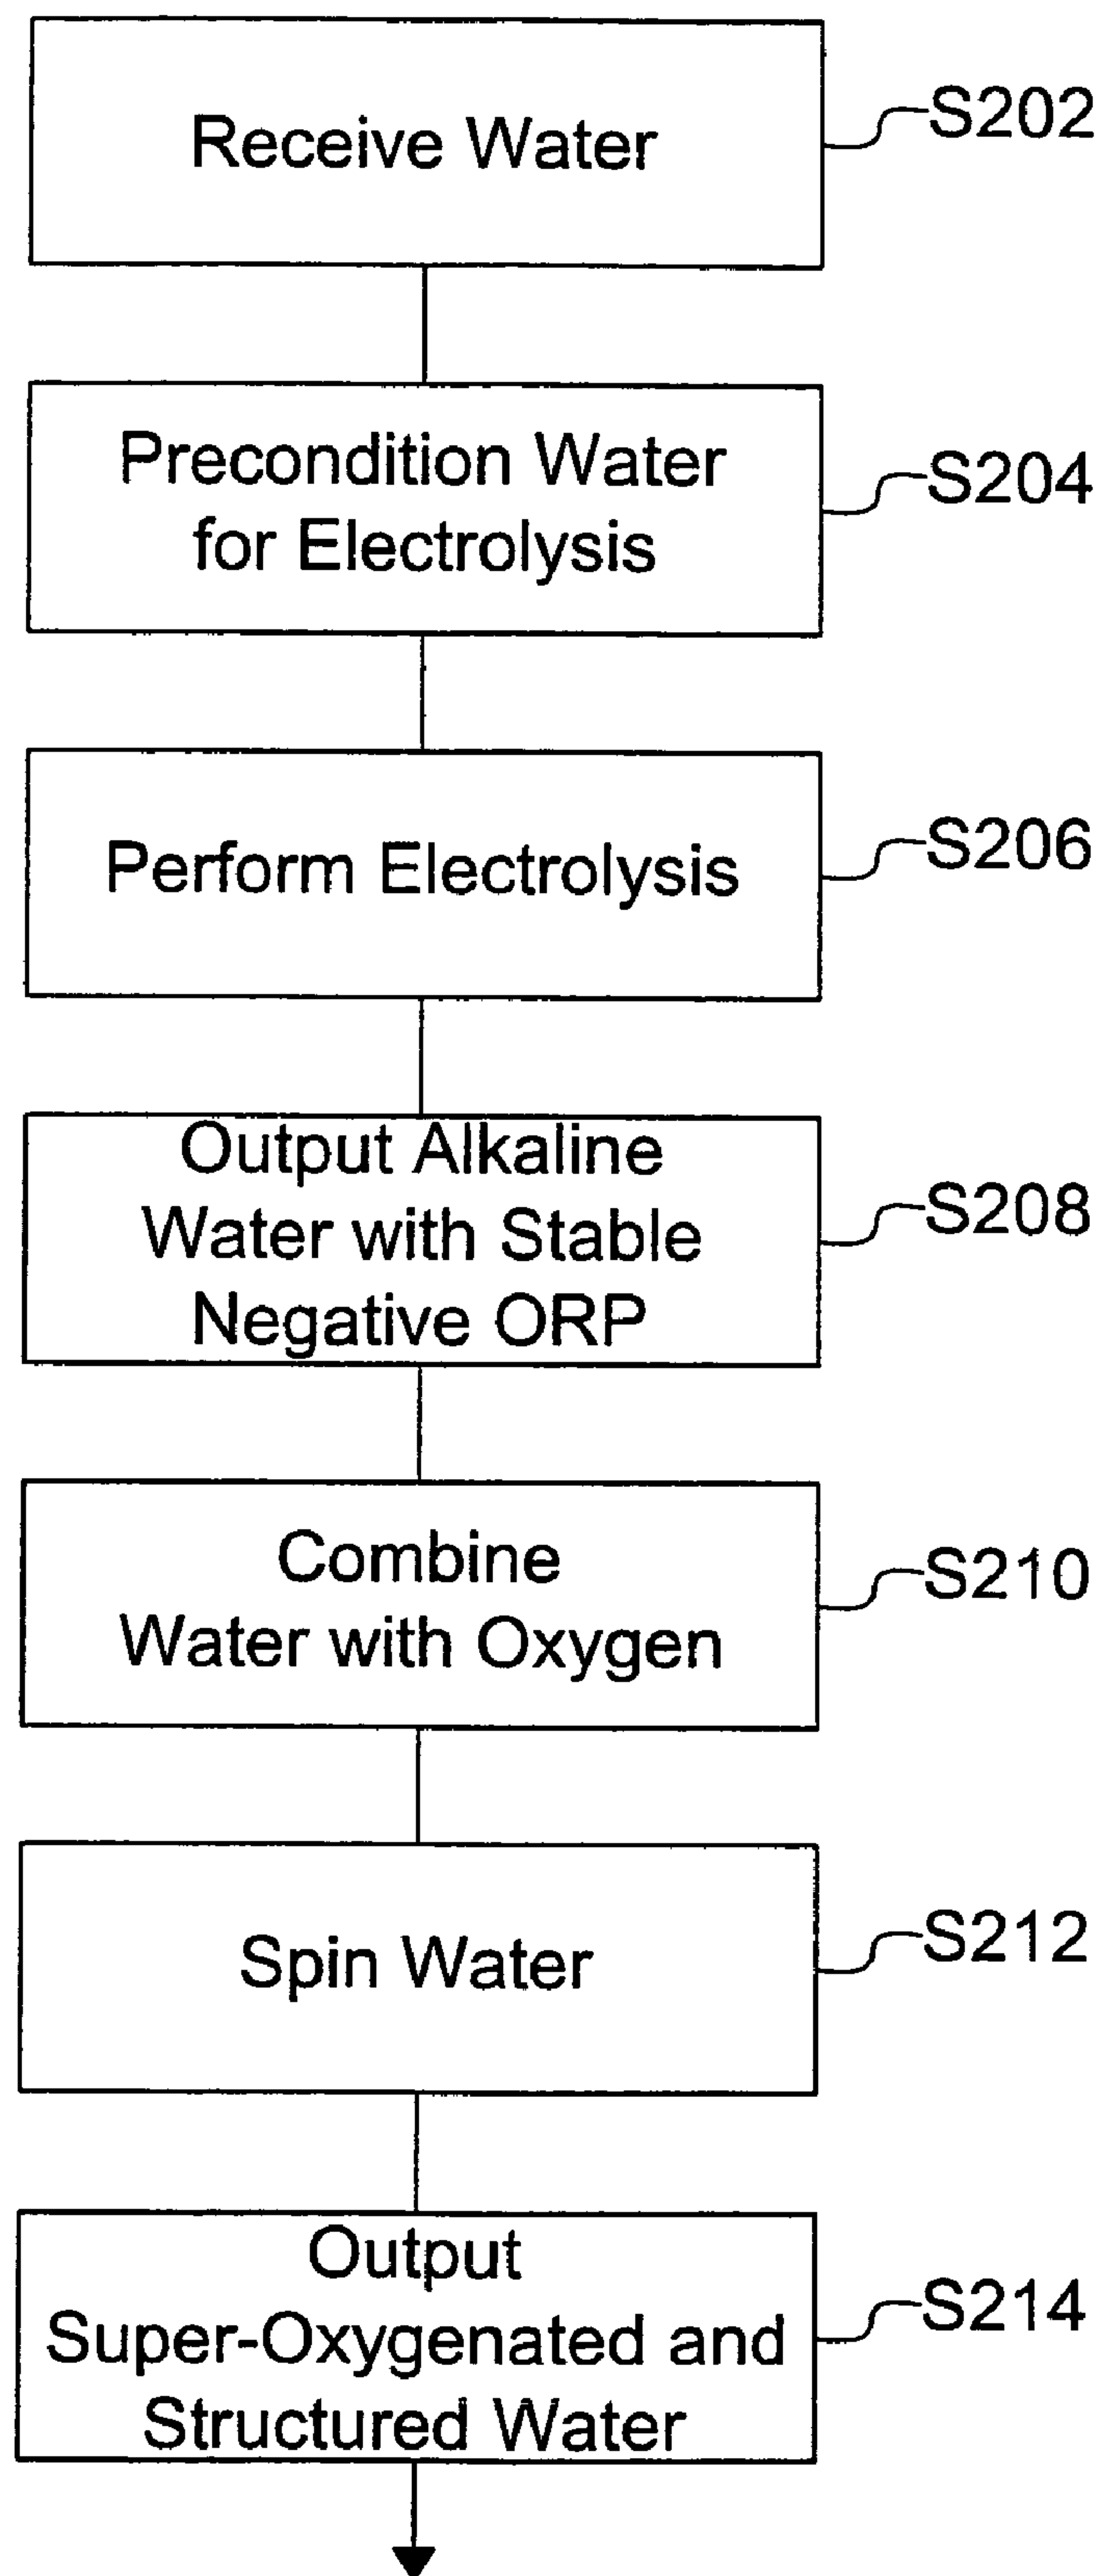 Receive Water
S202
Precondition Water
for Electrolysis
S204
Perform Electrolysis
S206
Output Alkaline
Water with Stable
Negative ORP
S208
Combine
Water with Oxygen
S210
Spin Water
S212
Output
Super-Oxygenated and
Structured Water
S214